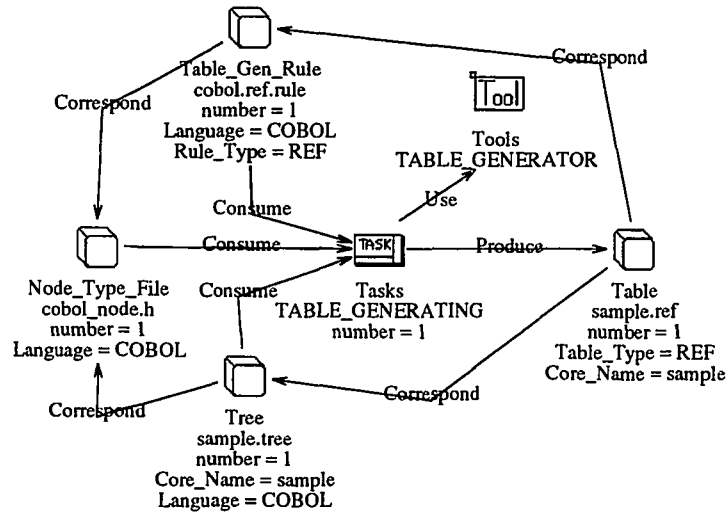 Correspond
Table_Gen_Rule
cobol.ref.rule
number = 1
Language = COBOL
Rule_Type = REF
Correspond
Tool
Tools
TABLE_GENERATOR
Use
Consume
Consume
TASK
Produce
Node_Type_File
cobol_node.h
number = 1
Language = COBOL
Consume
Tasks
TABLE_GENERATING
number = 1
Table
sample.ref
number = 1
Table_Type = REF
Core_Name = sample
Correspond
Correspond
Tree
sample.tree
number = 1
Core_Name = sample
Language = COBOL